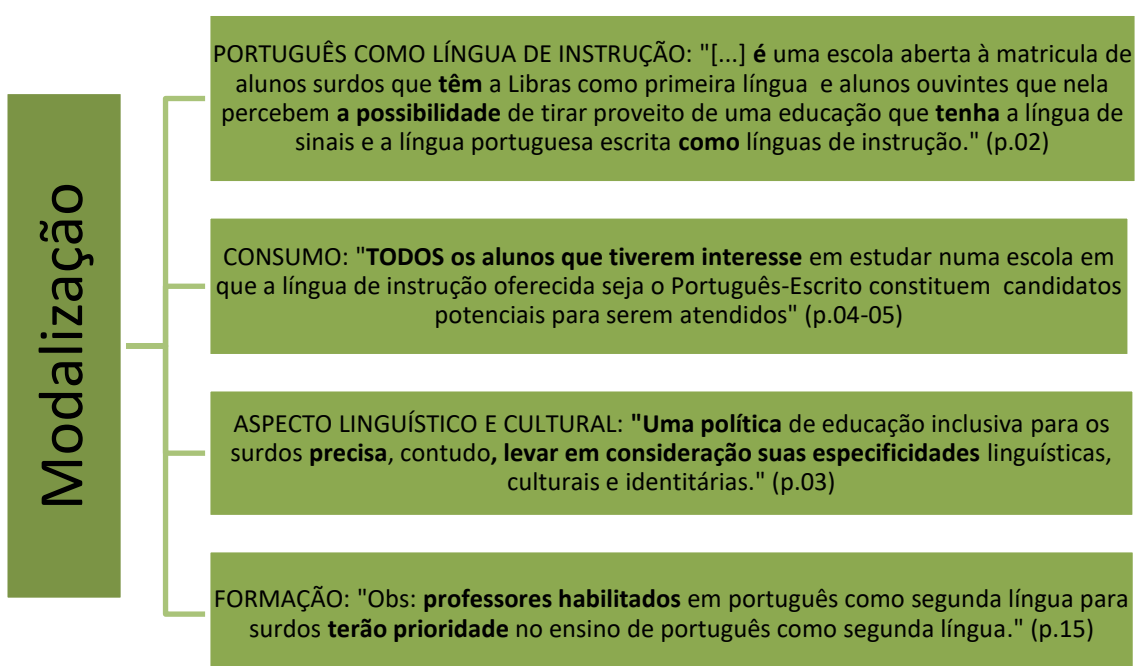 Modalização
PORTUGUÊS COMO LÍNGUA DE INSTRUÇÃO: "[...] é uma escola aberta à matricula de
alunos surdos que têm a Libras como primeira língua e alunos ouvintes que nela
percebem a possibilidade de tirar proveito de uma educação que tenha a língua de
sinais e a língua portuguesa escrita como línguas de instrução." (p.02)
CONSUMO: "TODOS os alunos que tiverem interesse em estudar numa escola em
que a língua de instrução oferecida seja o Português-Escrito constituem candidatos
potenciais para serem atendidos" (p.04-05)
ASPECTO LINGUÍSTICO E CULTURAL: "Uma política de educação inclusiva para os
surdos precisa, contudo, levar em consideração suas especificidades linguísticas,
culturais e identitárias." (p.03)
FORMAÇÃO: "Obs: professores habilitados em português como segunda língua para
surdos terão prioridade no ensino de português como segunda língua." (p.15)